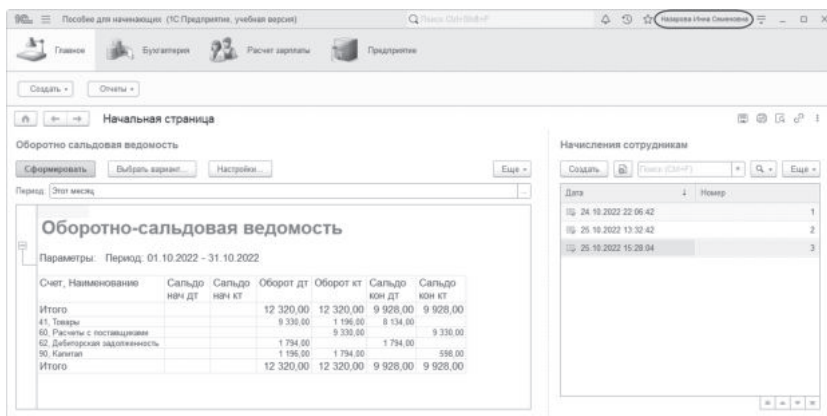 1С Пособие для начинающих (1С:Предприятие, учебная версия) Поиск Ctrl+Shift+F Назарова Инна Семеновна
Главное Бухгалтерия Расчет зарплаты Предприятие
Создать Отчеты
Начальная страница
Оборотно сальдовая ведомость
Сформировать Выбрать вариант... Настройки... Еще
Период: Этот месяц ...
Оборотно-сальдовая ведомость
Параметры: Период: 01.10.2022 - 31.10.2022
Счет, Наименование Сальдо нач дт Сальдо нач кт Оборот дт Оборот кт Сальдо кон дт Сальдо кон кт
Итого 12 320,00 12 320,00 9 928,00 9 928,00
41, Товары 9 330,00 1 196,00 8 134,00
60, Расчеты с поставщиками 9 330,00 9 330,00
62, Дебиторская задолженность 1 794,00 1 794,00
90, Капитал 1 196,00 1 794,00 598,00
Итого 12 320,00 12 320,00 9 928,00 9 928,00
Начисления сотрудникам
Создать Поиск (Ctrl+F) × Еще
Дата ↓ Номер
24.10.2022 22:06:42 1
25.10.2022 13:32:42 2
25.10.2022 15:28:04 3